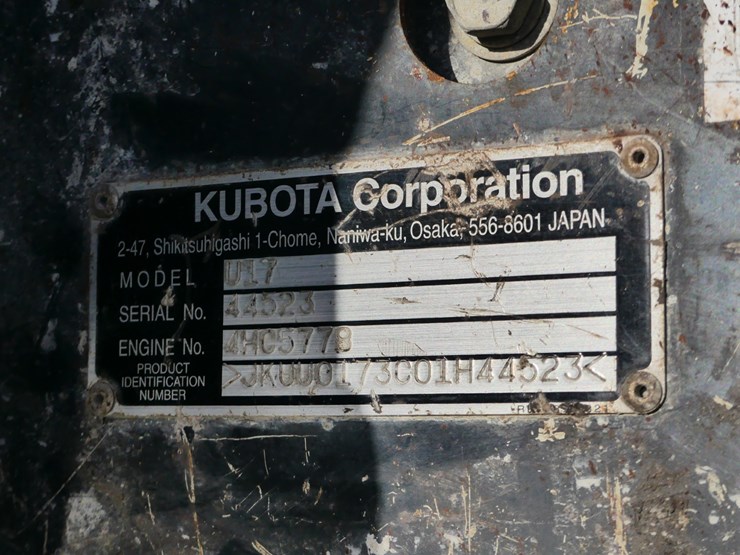 KUBOTA Corporation
2-47, Shikitsuhigashi 1-Chome, Naniwa-ku, Osaka, 556-8601 JAPAN
MODEL U17
SERIAL No. 44523
ENGINE No. 4HC5778
PRODUCT IDENTIFICATION NUMBER >JKUU0173C01H44523<